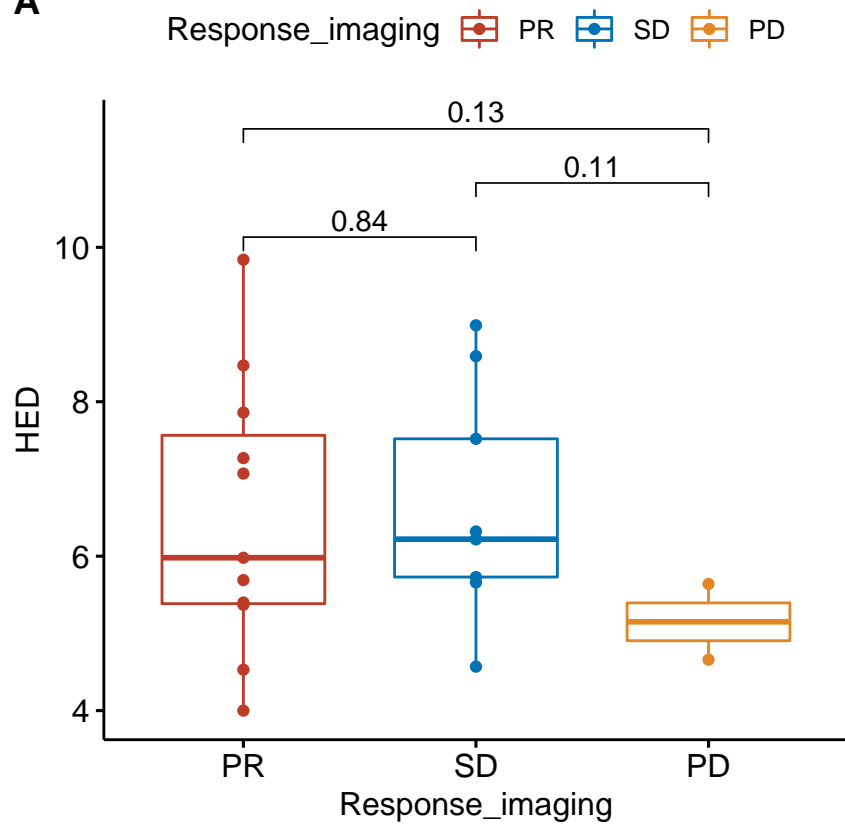 A
Response_imaging PR SD PD
0.13
0.11
0.84
10
8
6
4
HED
PR SD PD
Response_imaging